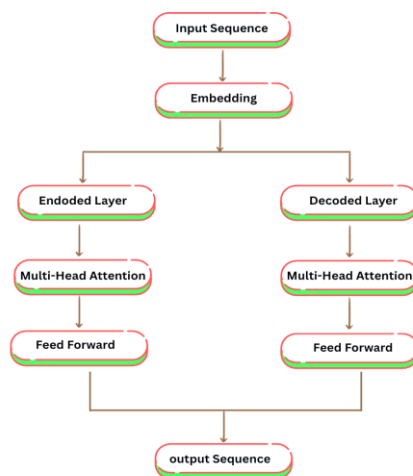 Input Sequence
Embedding
Endoded Layer
Decoded Layer
Multi-Head Attention
Multi-Head Attention
Feed Forward
Feed Forward
output Sequence